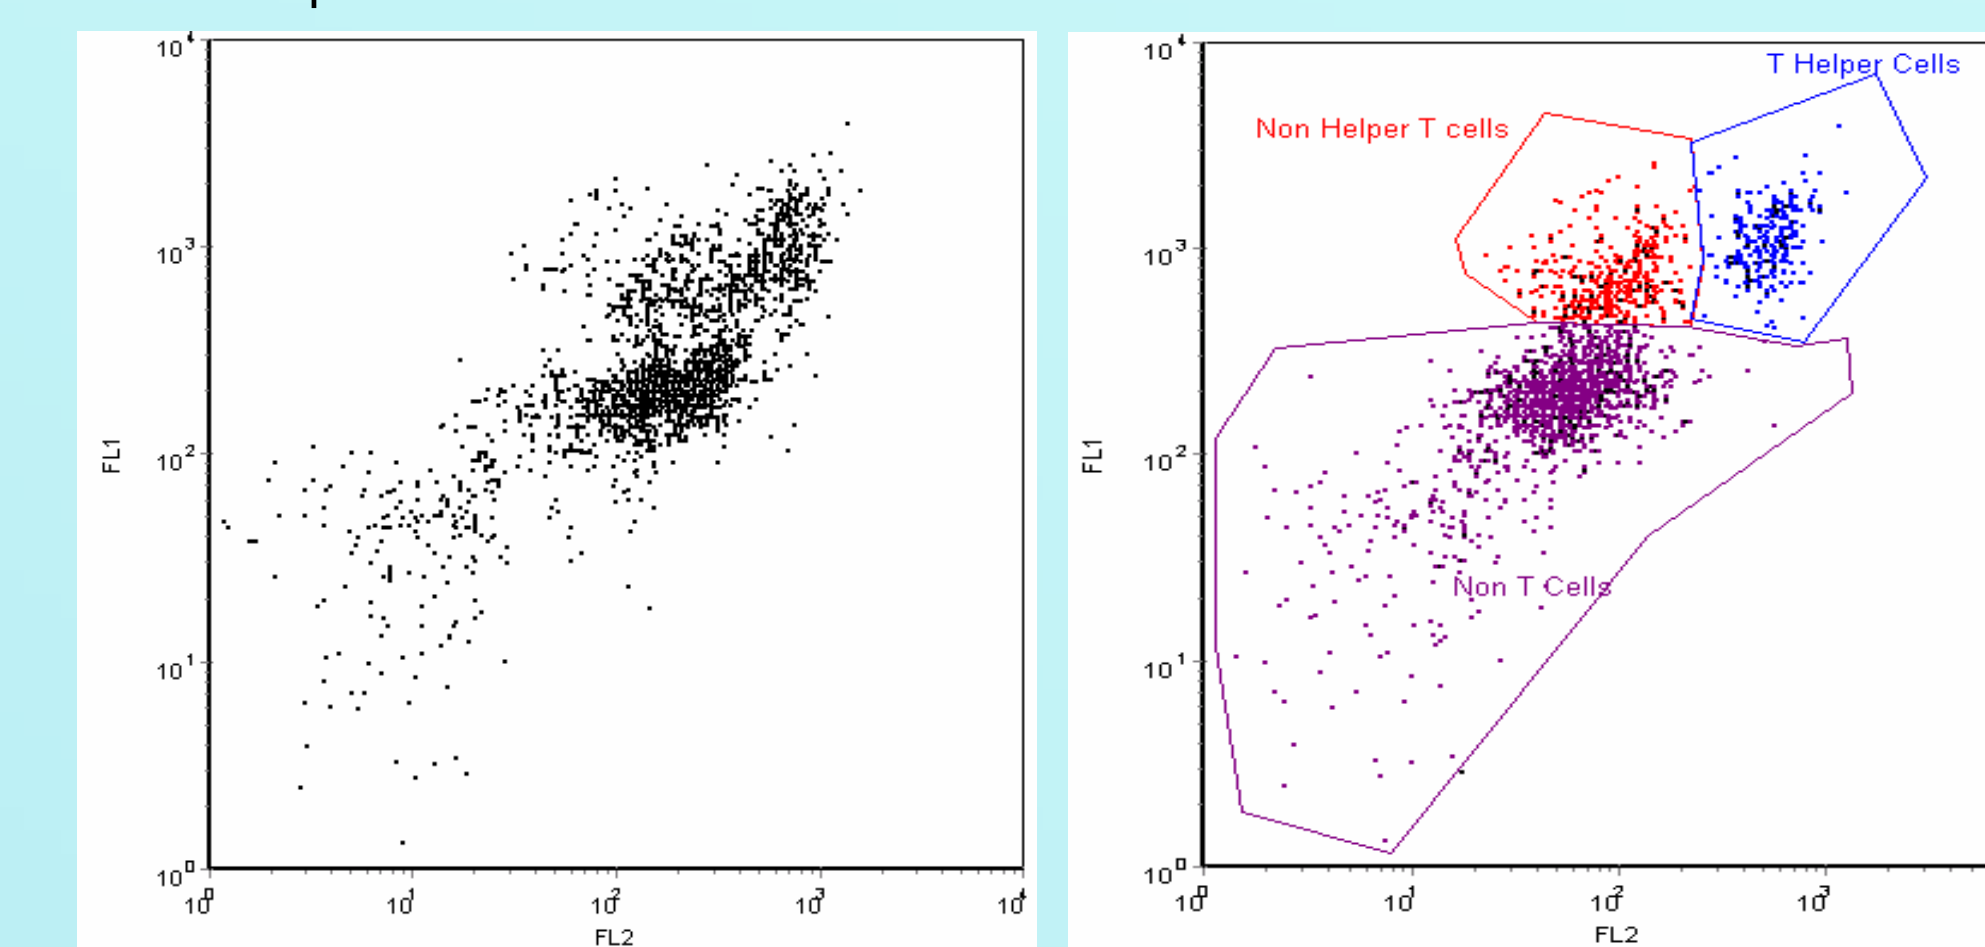 10⁴
10³
10²
10¹
10⁰
FL1
10⁰ 10¹ 10² 10³ 10⁴
FL2
T Helper Cells
Non Helper T cells
Non T Cells
10⁴
10³
10²
10¹
10⁰
FL1
10⁰ 10¹ 10² 10³
FL2